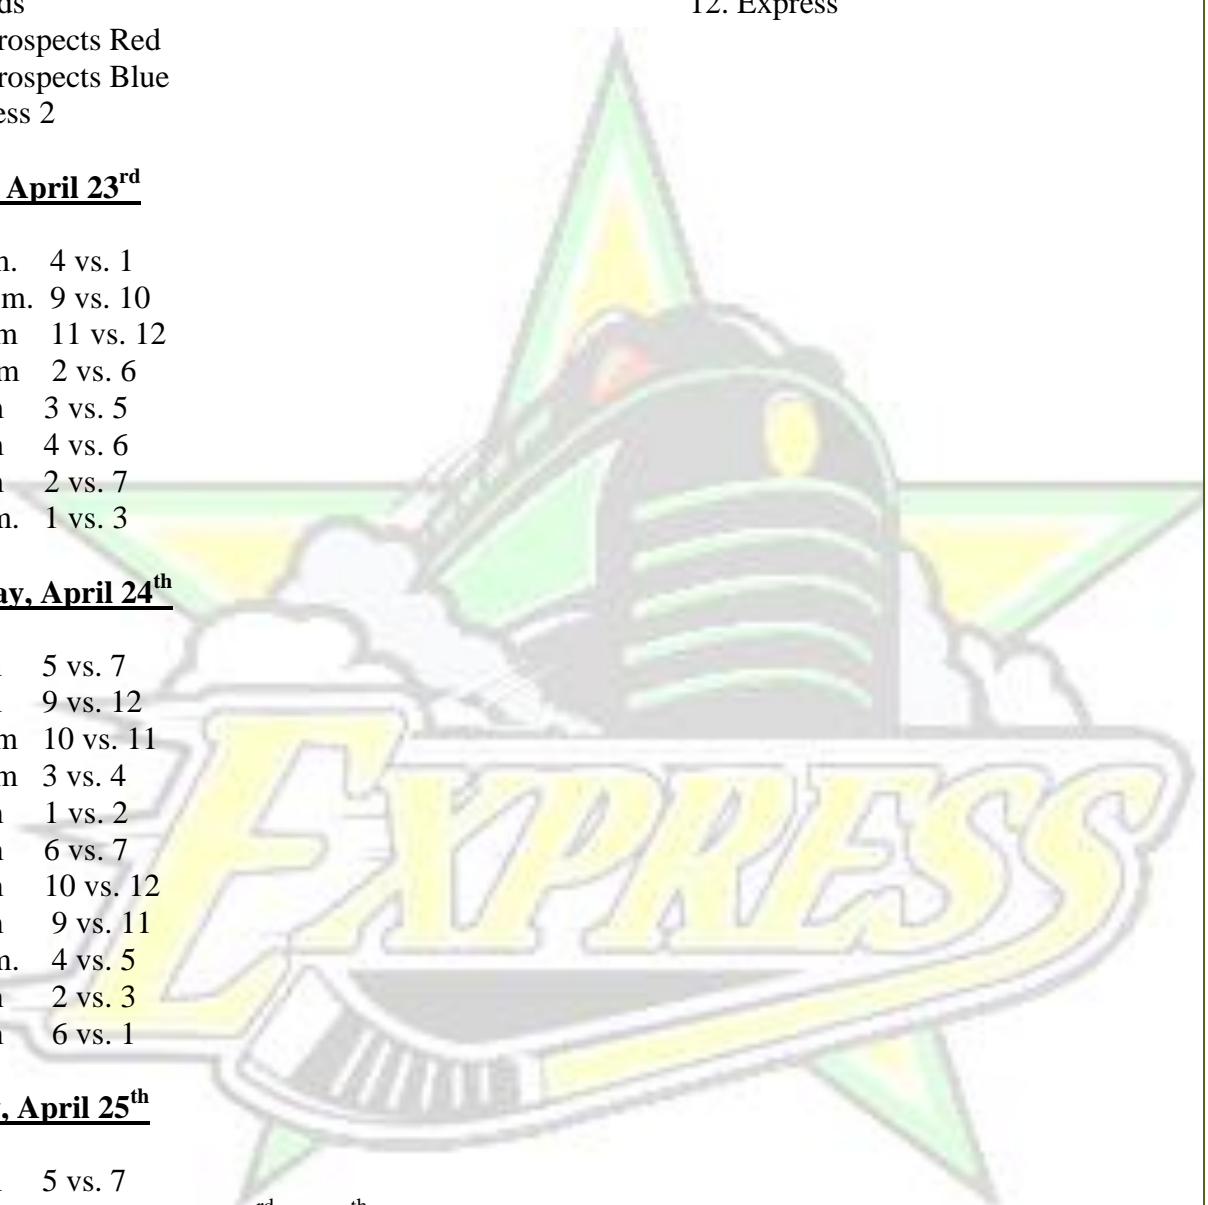 ds 12. Express
rospects Red
rospects Blue
ess 2
April 23rd
m. 4 vs. 1
m. 9 vs. 10
m 11 vs. 12
m 2 vs. 6
3 vs. 5
4 vs. 6
2 vs. 7
m. 1 vs. 3
ay, April 24th
5 vs. 7
9 vs. 12
m 10 vs. 11
m 3 vs. 4
1 vs. 2
6 vs. 7
10 vs. 12
9 vs. 11
m. 4 vs. 5
2 vs. 3
6 vs. 1
EXPRESS
, April 25th
5 vs. 7
rd th